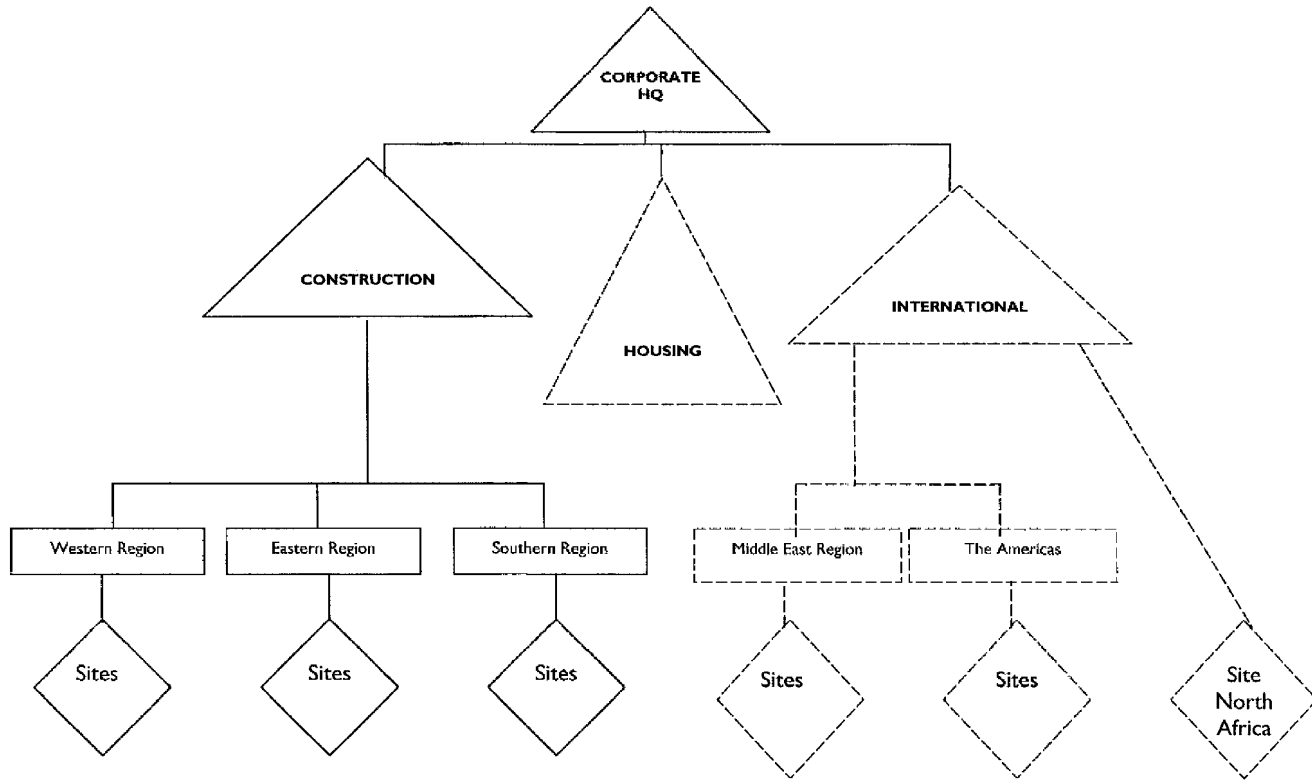 CORPORATE
HQ
CONSTRUCTION
HOUSING
INTERNATIONAL
Western Region
Eastern Region
Southern Region
Middle East Region
The Americas
Sites
Sites
Sites
Sites
Sites
Site
North
Africa